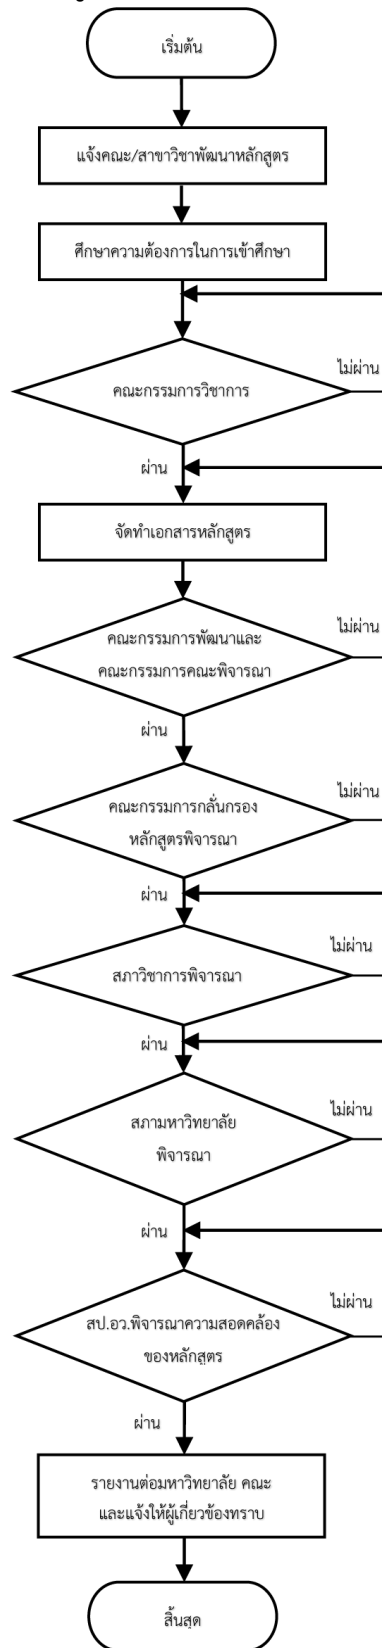 เริ่มต้น
แจ้งคณะ/สาขาวิชาพัฒนาหลักสูตร
ศึกษาความต้องการในการเข้าศึกษา
คณะกรรมการวิชาการ
ไม่ผ่าน
ผ่าน
จัดทำเอกสารหลักสูตร
คณะกรรมการพัฒนาและ
คณะกรรมการคณะพิจารณา
ไม่ผ่าน
ผ่าน
คณะกรรมการกลั่นกรอง
หลักสูตรพิจารณา
ไม่ผ่าน
ผ่าน
สภาวิชาการพิจารณา
ไม่ผ่าน
ผ่าน
สภามหาวิทยาลัย
พิจารณา
ไม่ผ่าน
ผ่าน
สป.อว.พิจารณาความสอดคล้อง
ของหลักสูตร
ไม่ผ่าน
ผ่าน
รายงานต่อมหาวิทยาลัย คณะ
และแจ้งให้ผู้เกี่ยวข้องทราบ
สิ้นสุด